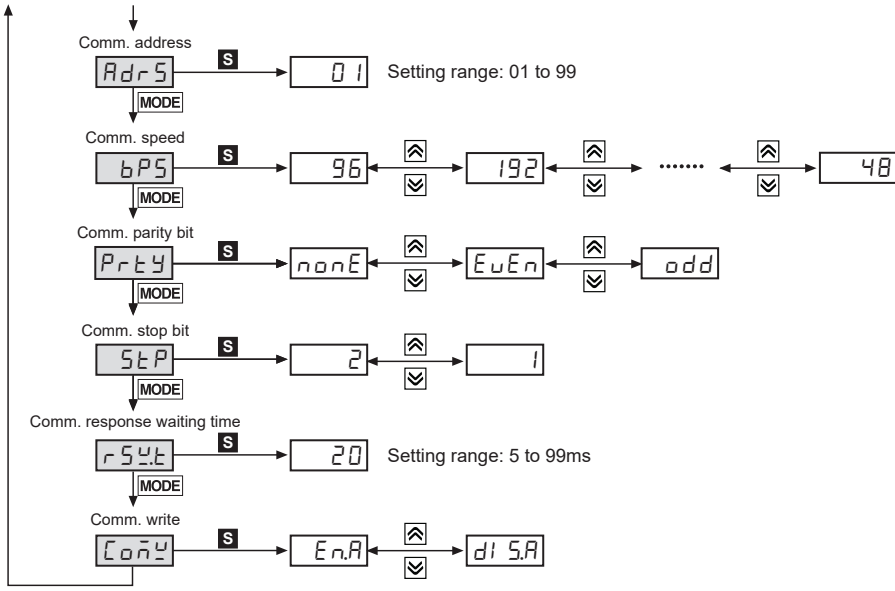 Comm. address
AdrS S 01 Setting range: 01 to 99
MODE
Comm. speed
bPS S 96 192 ....... 48
MODE
Comm. parity bit
PrtY S nonE EvEn odd
MODE
Comm. stop bit
StP S 2 1
MODE
Comm. response waiting time
rSW.t S 20 Setting range: 5 to 99ms
MODE
Comm. write
ComW S En.A dI S.A